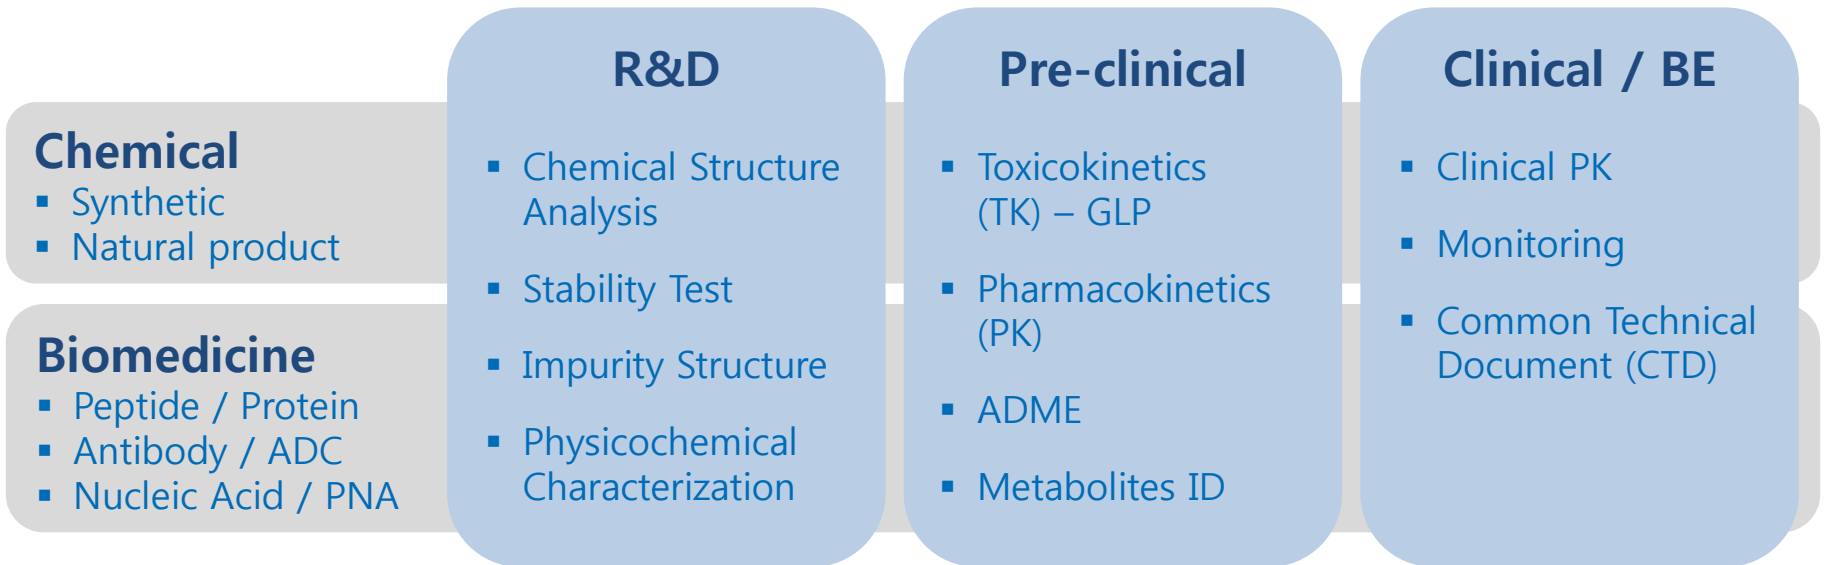 Chemical
▪ Synthetic
▪ Natural product
Biomedicine
▪ Peptide / Protein
▪ Antibody / ADC
▪ Nucleic Acid / PNA
R&D
▪ Chemical Structure
Analysis
▪ Stability Test
▪ Impurity Structure
▪ Physicochemical
Characterization
Pre-clinical
▪ Toxicokinetics
(TK) – GLP
▪ Pharmacokinetics
(PK)
▪ ADME
▪ Metabolites ID
Clinical / BE
▪ Clinical PK
▪ Monitoring
▪ Common Technical
Document (CTD)